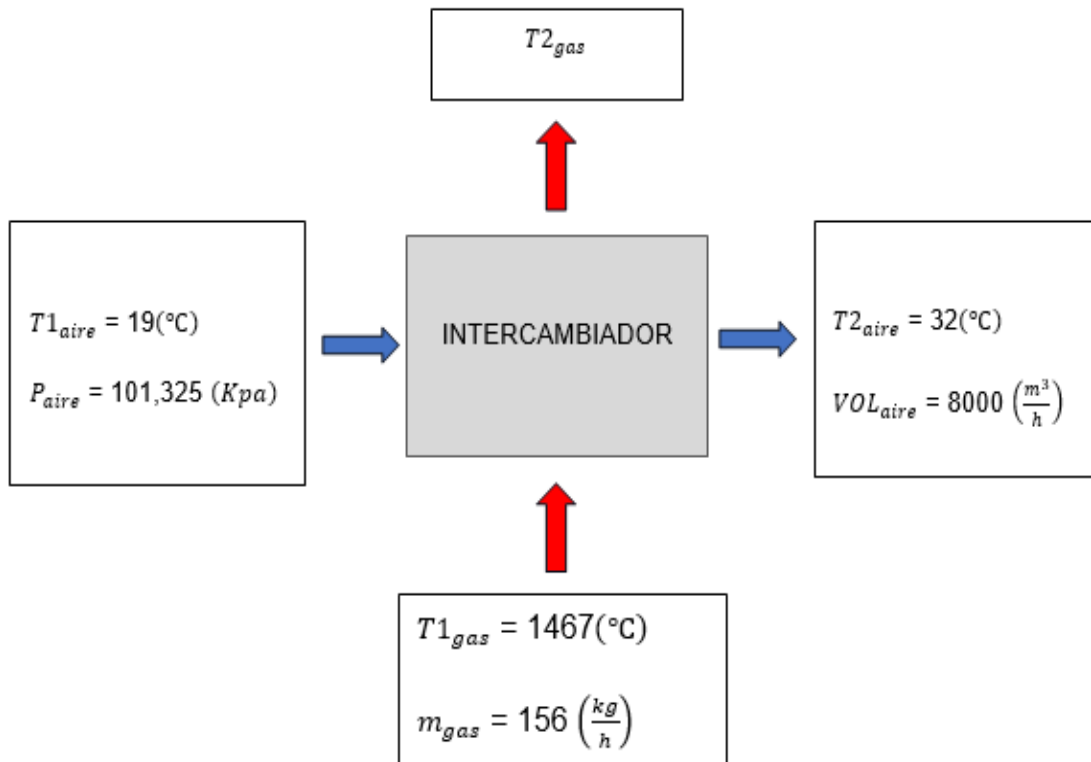 T2gas
T1aire = 19(°C)
Paire = 101,325 (Kpa)
INTERCAMBIADOR
T2aire = 32(°C)
VOLaire = 8000 (m³/h)
T1gas = 1467(°C)
mgas = 156 (kg/h)